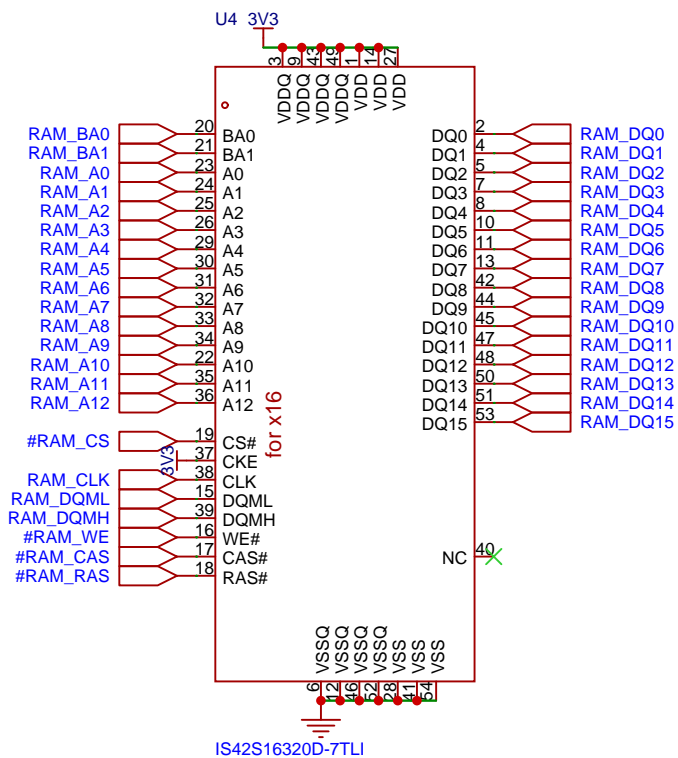 U4 3V3
3 9 43 49 1 14 27
VDDQ VDDQ VDDQ VDDQ VDD VDD VDD
RAM_BA0 20 BA0 DQ0 2 RAM_DQ0
RAM_BA1 21 BA1 DQ1 4 RAM_DQ1
RAM_A0 23 A0 DQ2 5 RAM_DQ2
RAM_A1 24 A1 DQ3 7 RAM_DQ3
RAM_A2 25 A2 DQ4 8 RAM_DQ4
RAM_A3 26 A3 DQ5 10 RAM_DQ5
RAM_A4 29 A4 DQ6 11 RAM_DQ6
RAM_A5 30 A5 DQ7 13 RAM_DQ7
RAM_A6 31 A6 DQ8 42 RAM_DQ8
RAM_A7 32 A7 DQ9 44 RAM_DQ9
RAM_A8 33 A8 DQ10 45 RAM_DQ10
RAM_A9 34 A9 DQ11 47 RAM_DQ11
RAM_A10 22 A10 DQ12 48 RAM_DQ12
RAM_A11 35 A11 DQ13 50 RAM_DQ13
RAM_A12 36 A12 DQ14 51 RAM_DQ14
DQ15 53 RAM_DQ15
for x16
#RAM_CS 19 CS#
3V3 37 CKE
RAM_CLK 38 CLK
RAM_DQML 15 DQML
RAM_DQMH 39 DQMH
#RAM_WE 16 WE#
#RAM_CAS 17 CAS# NC 40
#RAM_RAS 18 RAS#
VSSQ VSSQ VSSQ VSSQ VSS VSS VSS
6 12 46 52 28 41 54
IS42S16320D-7TLI